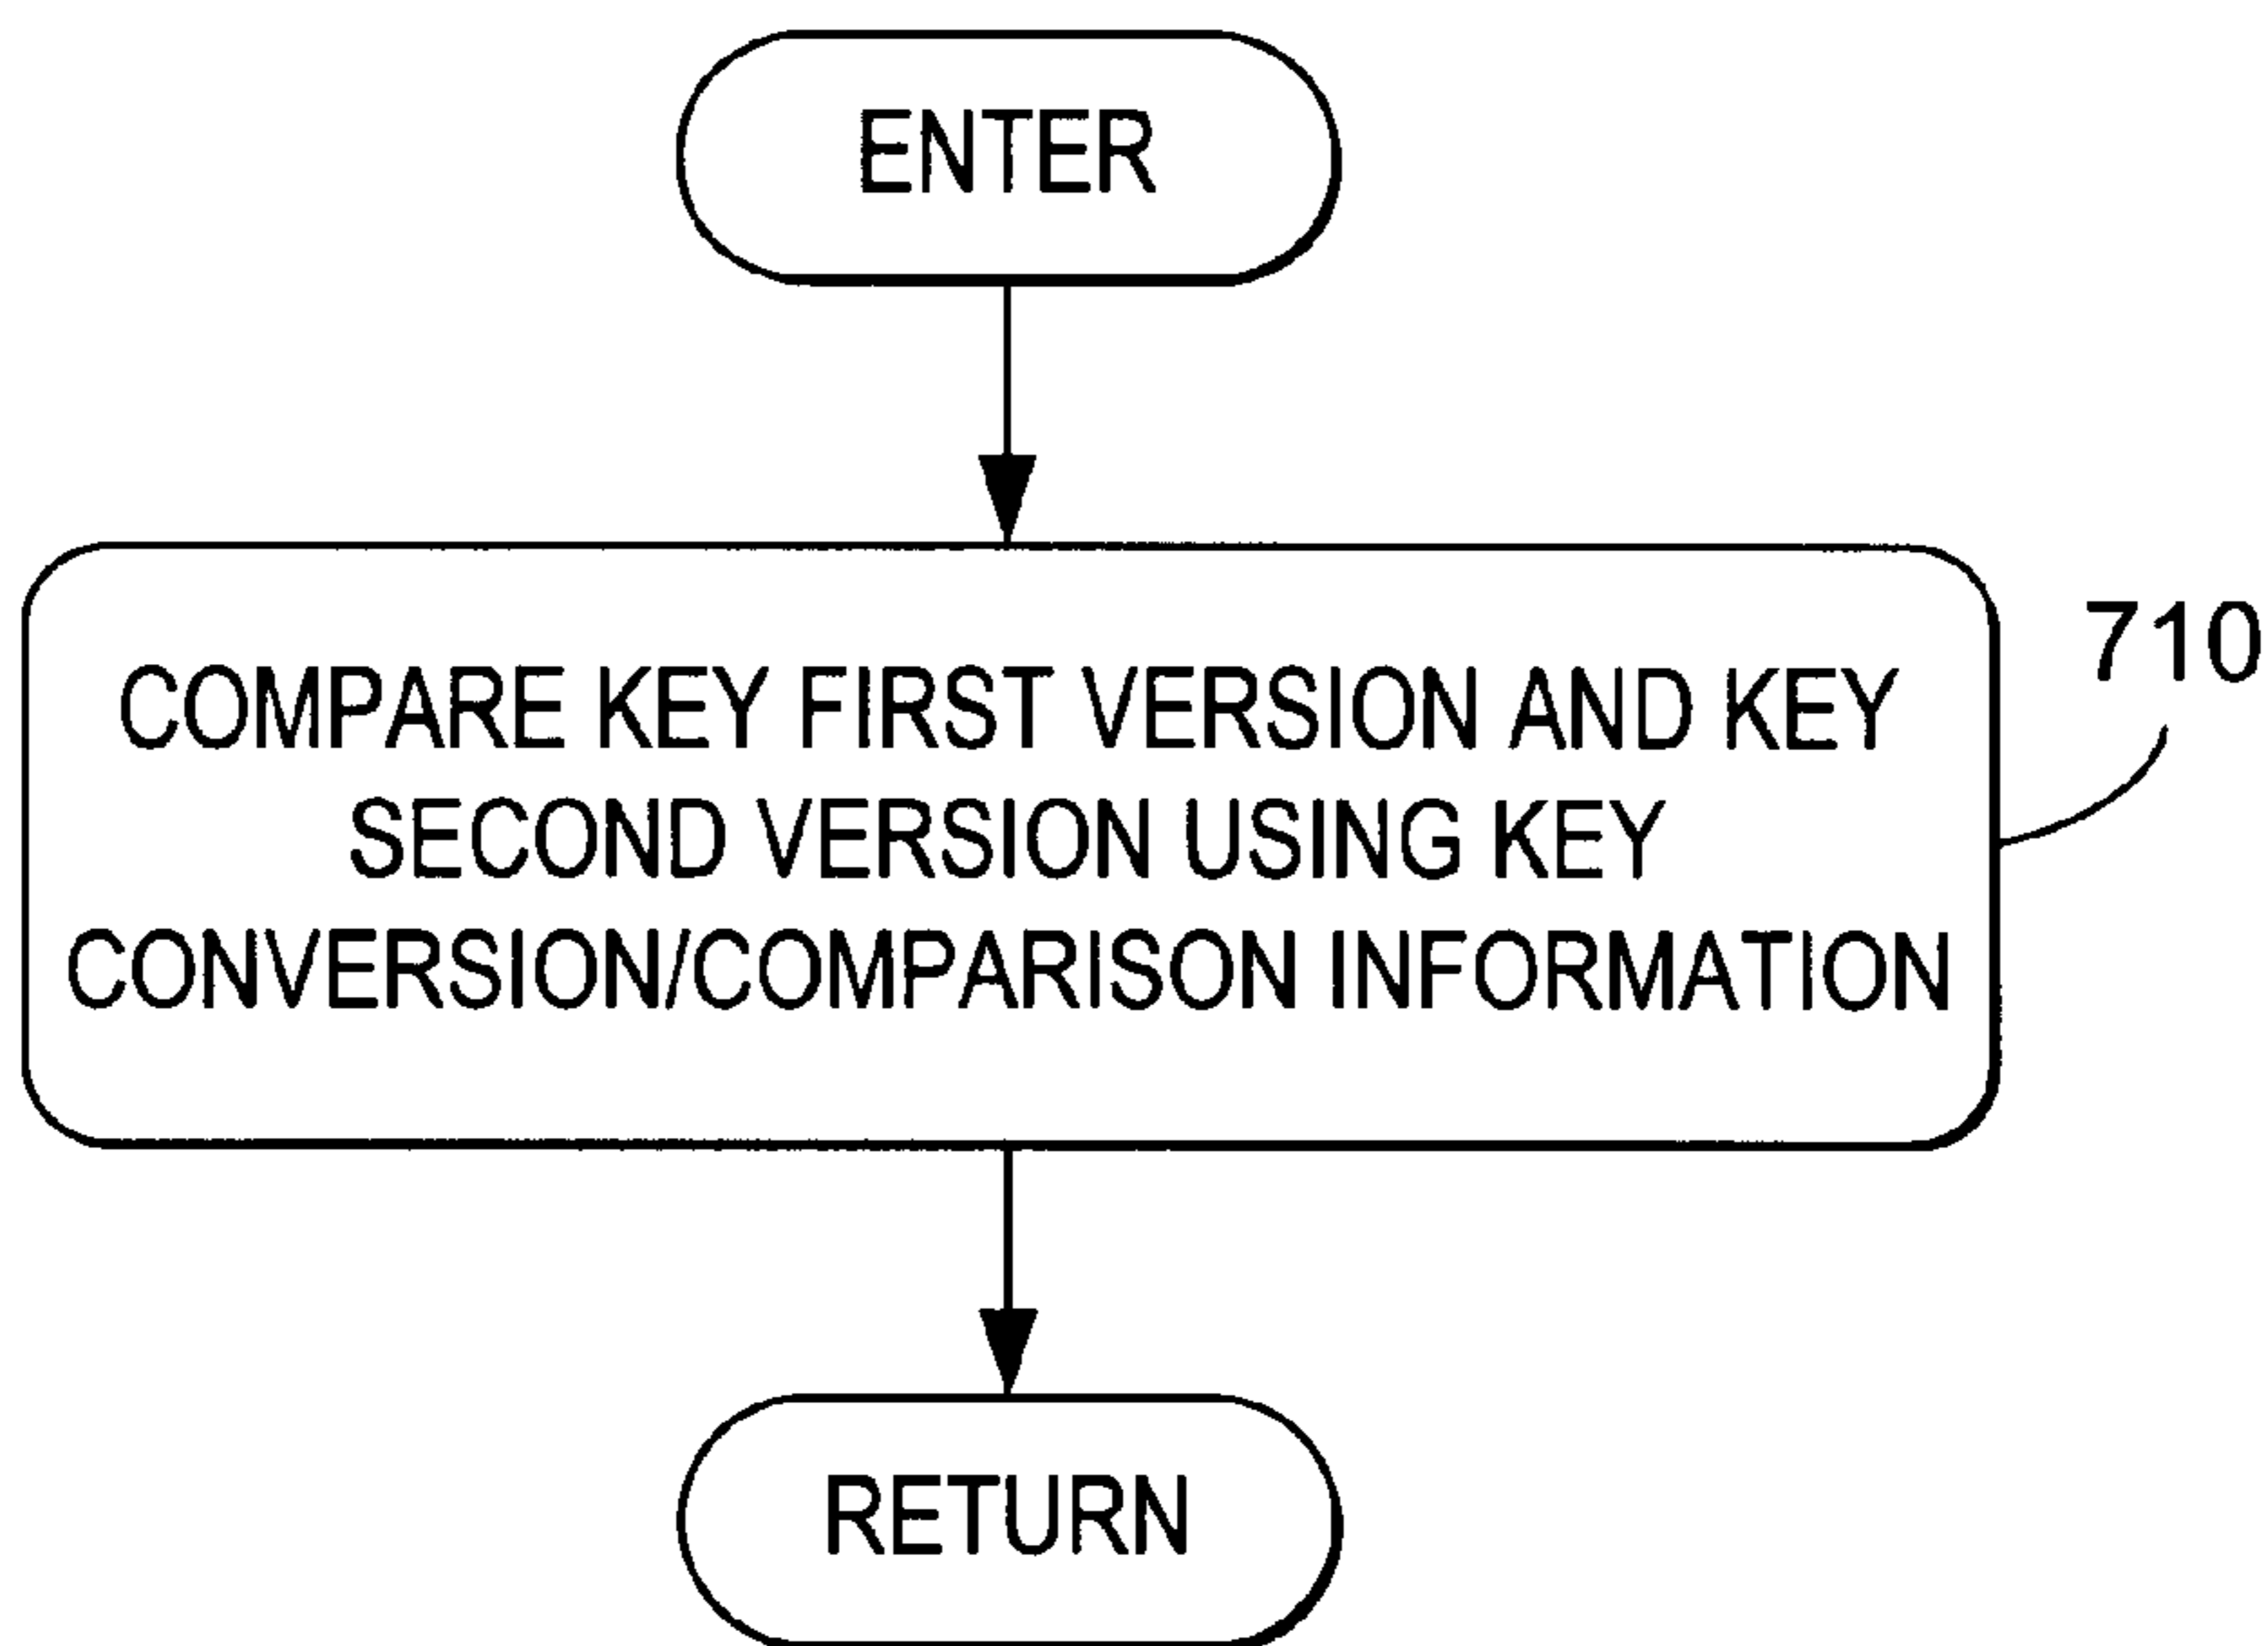 ENTER
COMPARE KEY FIRST VERSION AND KEY
SECOND VERSION USING KEY
CONVERSION/COMPARISON INFORMATION
710
RETURN